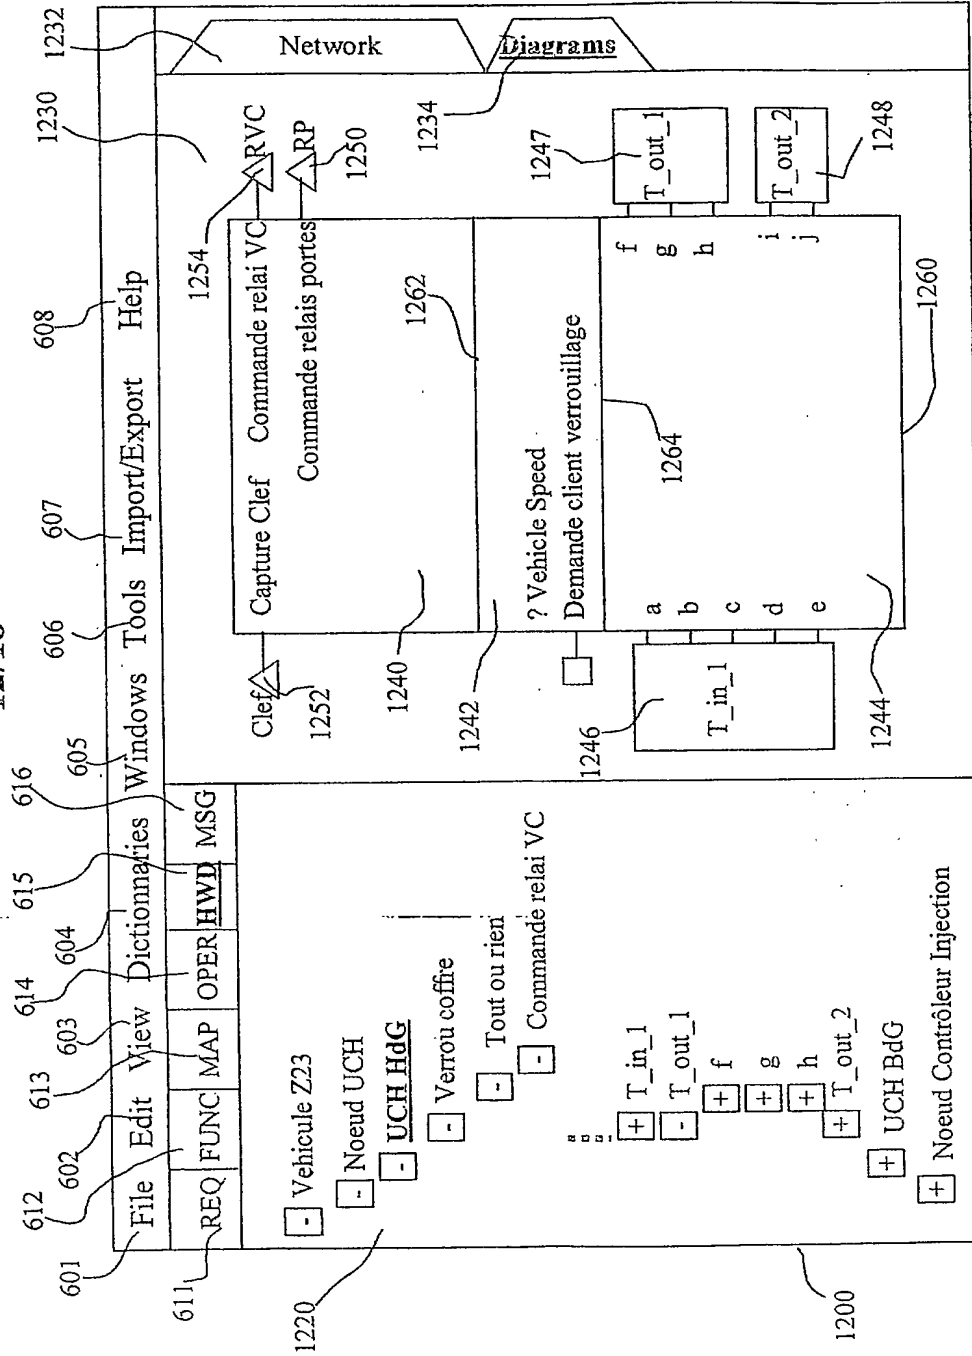 601 602 603 604 605 606 607 608
File Edit View Dictionnaries Windows Tools Import/Export Help
611 612 613 614 615 616
REQ FUNC MAP OPER HWD MSG
1220
- Vehicule Z23
- Noeud UCH
- UCH HdG
- Verrou coffre
- Tout ou rien
- Commande relai VC
+ T_in_1
- T_out_1
+ f
+ g
+ h
+ T_out_2
+ UCH BdG
+ Noeud Contrôleur Injection
1200
1230
1232
Network
1234
Diagrams
1254
Clef Capture Clef Commande relai VC RVC
1252
Commande relais portes RP
1250
1240
1262
1242
? Vehicle Speed
Demande client verrouillage
1264
1246
T_in_1
a
b
c
d
e
1244
f
g
h
i
j
1247
T_out_1
T_out_2
1248
1260